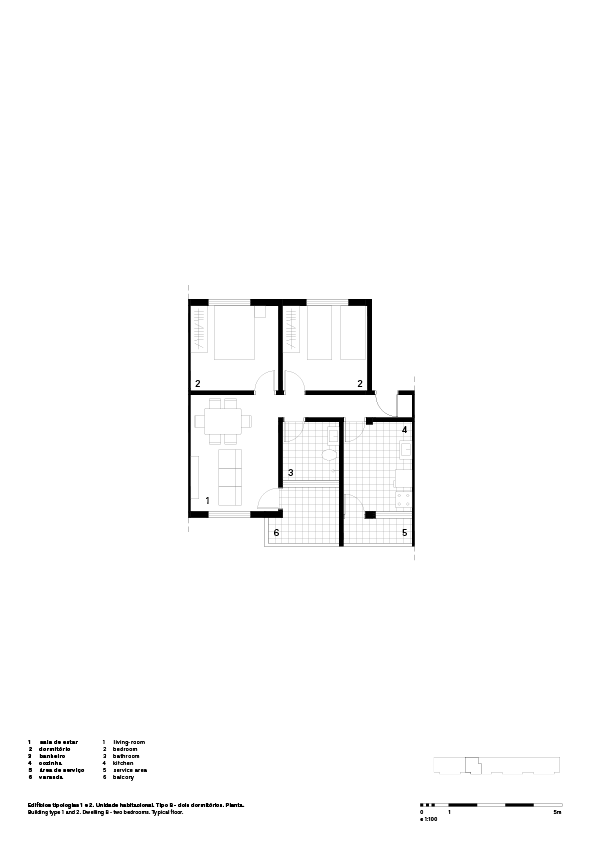 2
2
4
3
1
6
5
1 sala de estar
2 dormitório
3 banheiro
4 cozinha
5 área de serviço
6 varanda
1 living-room
2 bedroom
3 bathroom
4 kitchen
5 service area
6 balcony
Edifícios tipologias 1 e 2. Unidade habitacional. Tipo B - dois dormitórios. Planta.
Building type 1 and 2. Dwelling B - two bedrooms. Typical floor.
0 1 5m
e 1:100